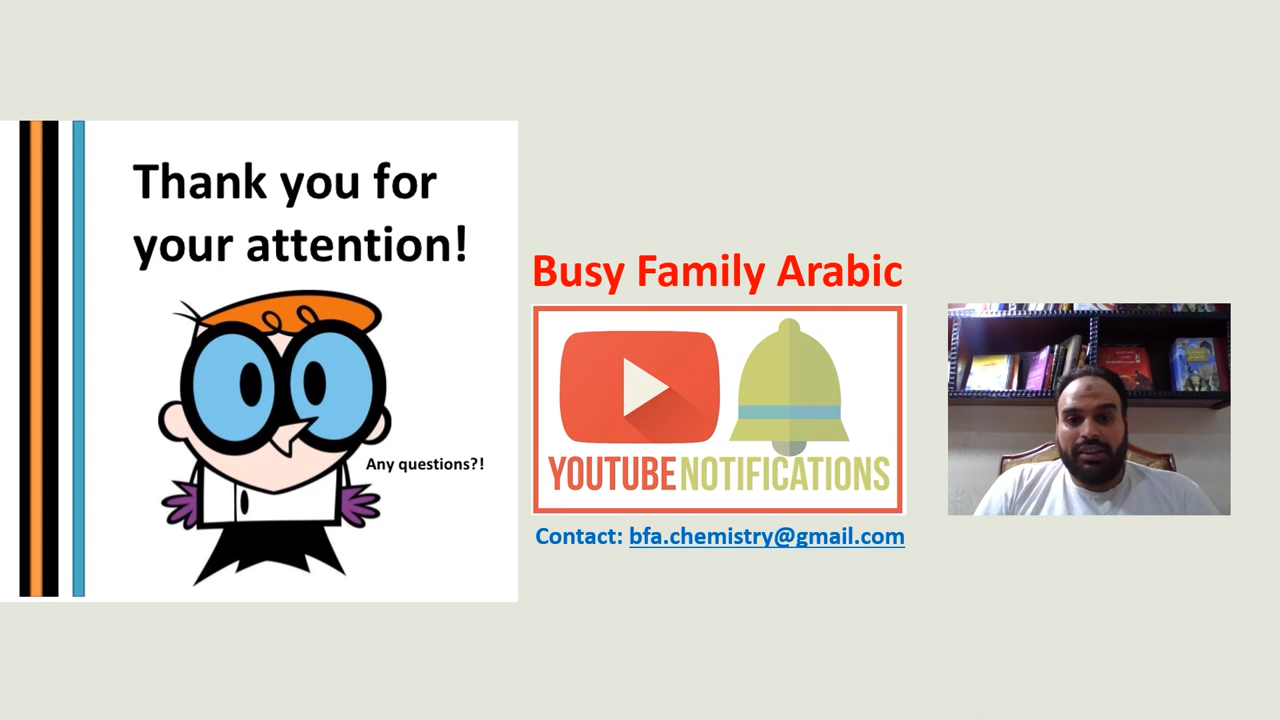 Thank you for
your attention!
Any questions?!
Busy Family Arabic
YOUTUBE NOTIFICATIONS
Contact: bfa.chemistry@gmail.com